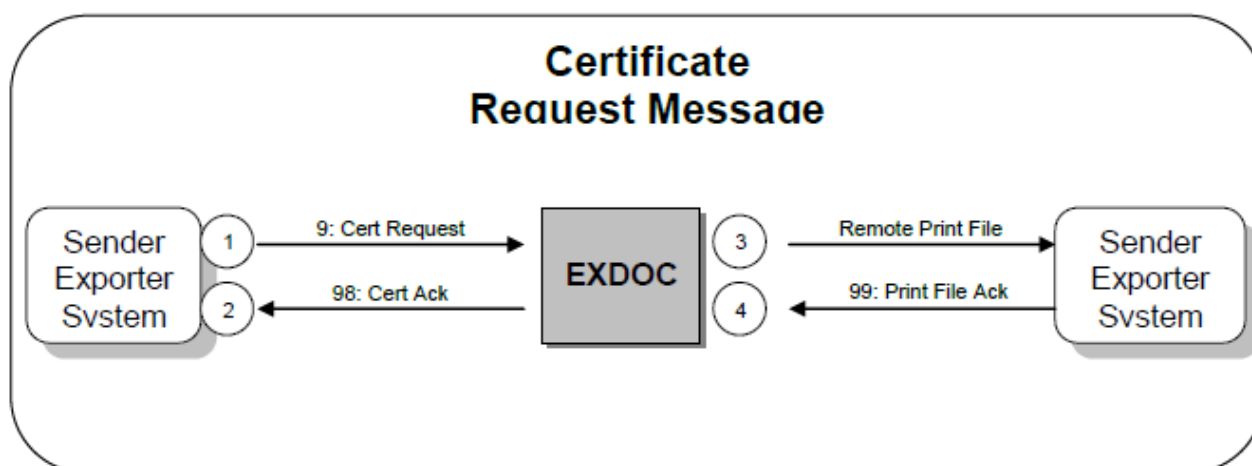 Certificate
Request Message
Sender
Exporter
System
1
2
9: Cert Request
98: Cert Ack
EXDOC
3
4
Remote Print File
99: Print File Ack
Sender
Exporter
System